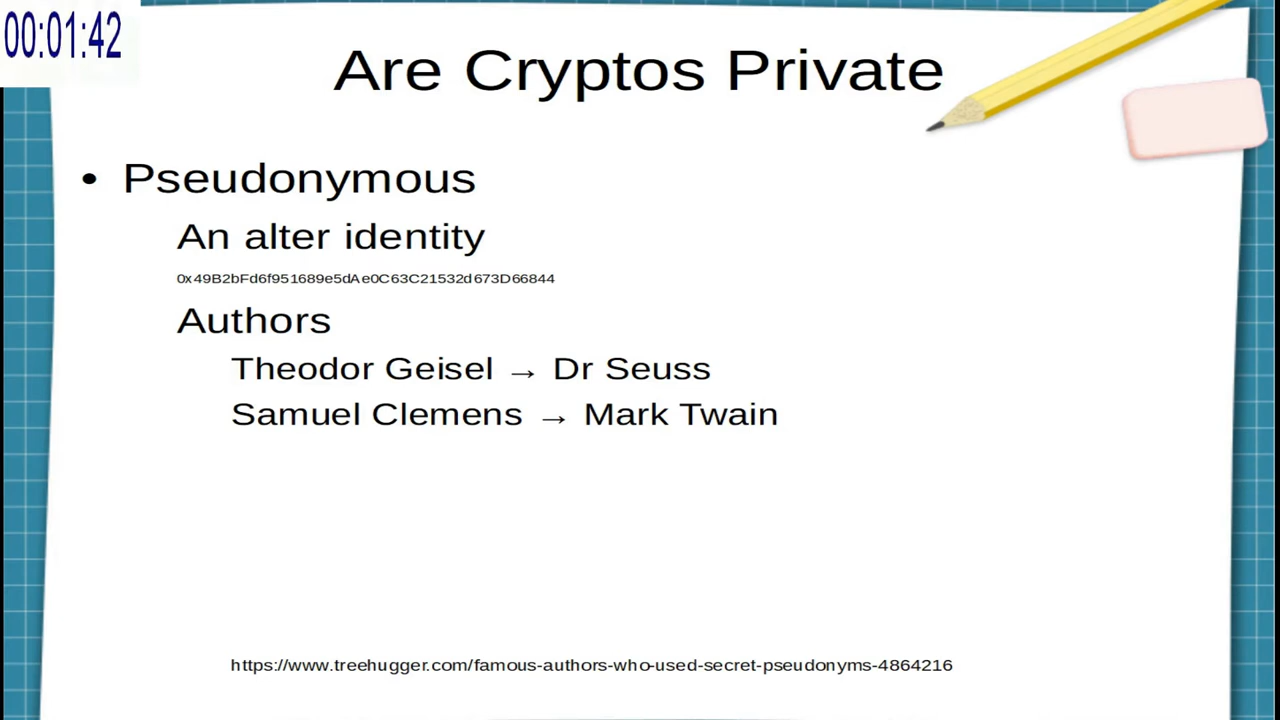 00:01:42
Are Cryptos Private
• Pseudonymous
An alter identity
0x49B2bFd6f951689e5dAe0C63C21532d673D66844
Authors
Theodor Geisel → Dr Seuss
Samuel Clemens → Mark Twain
https://www.treehugger.com/famous-authors-who-used-secret-pseudonyms-4864216